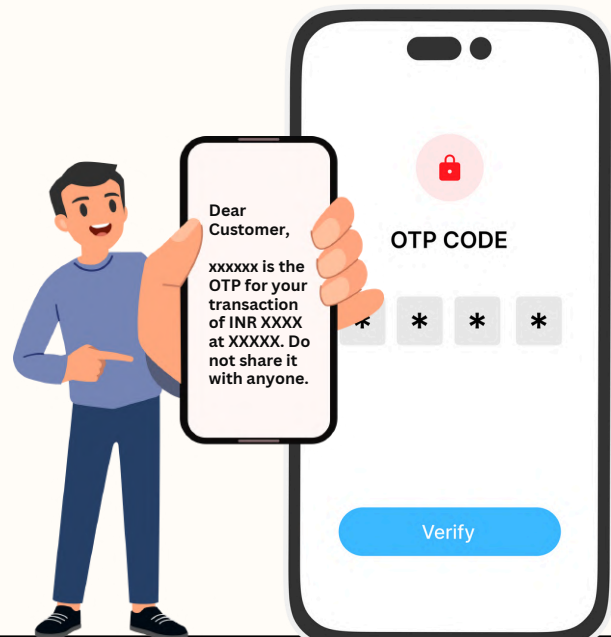 Dear
Customer,
xxxxxx is the
OTP for your
transaction
of INR XXXX
at XXXXX. Do
not share it
with anyone.
OTP CODE
* * * *
Verify